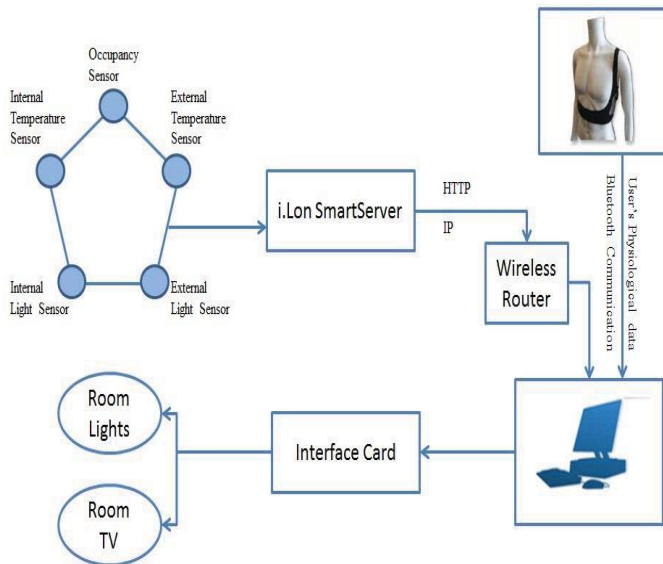 Occupancy
Sensor
Internal
Temperature
Sensor
External
Temperature
Sensor
Internal
Light Sensor
External
Light Sensor
i.Lon SmartServer
HTTP
IP
Wireless
Router
User's Physiological data
Bluetooth Communication
Room
Lights
Interface Card
Room
TV